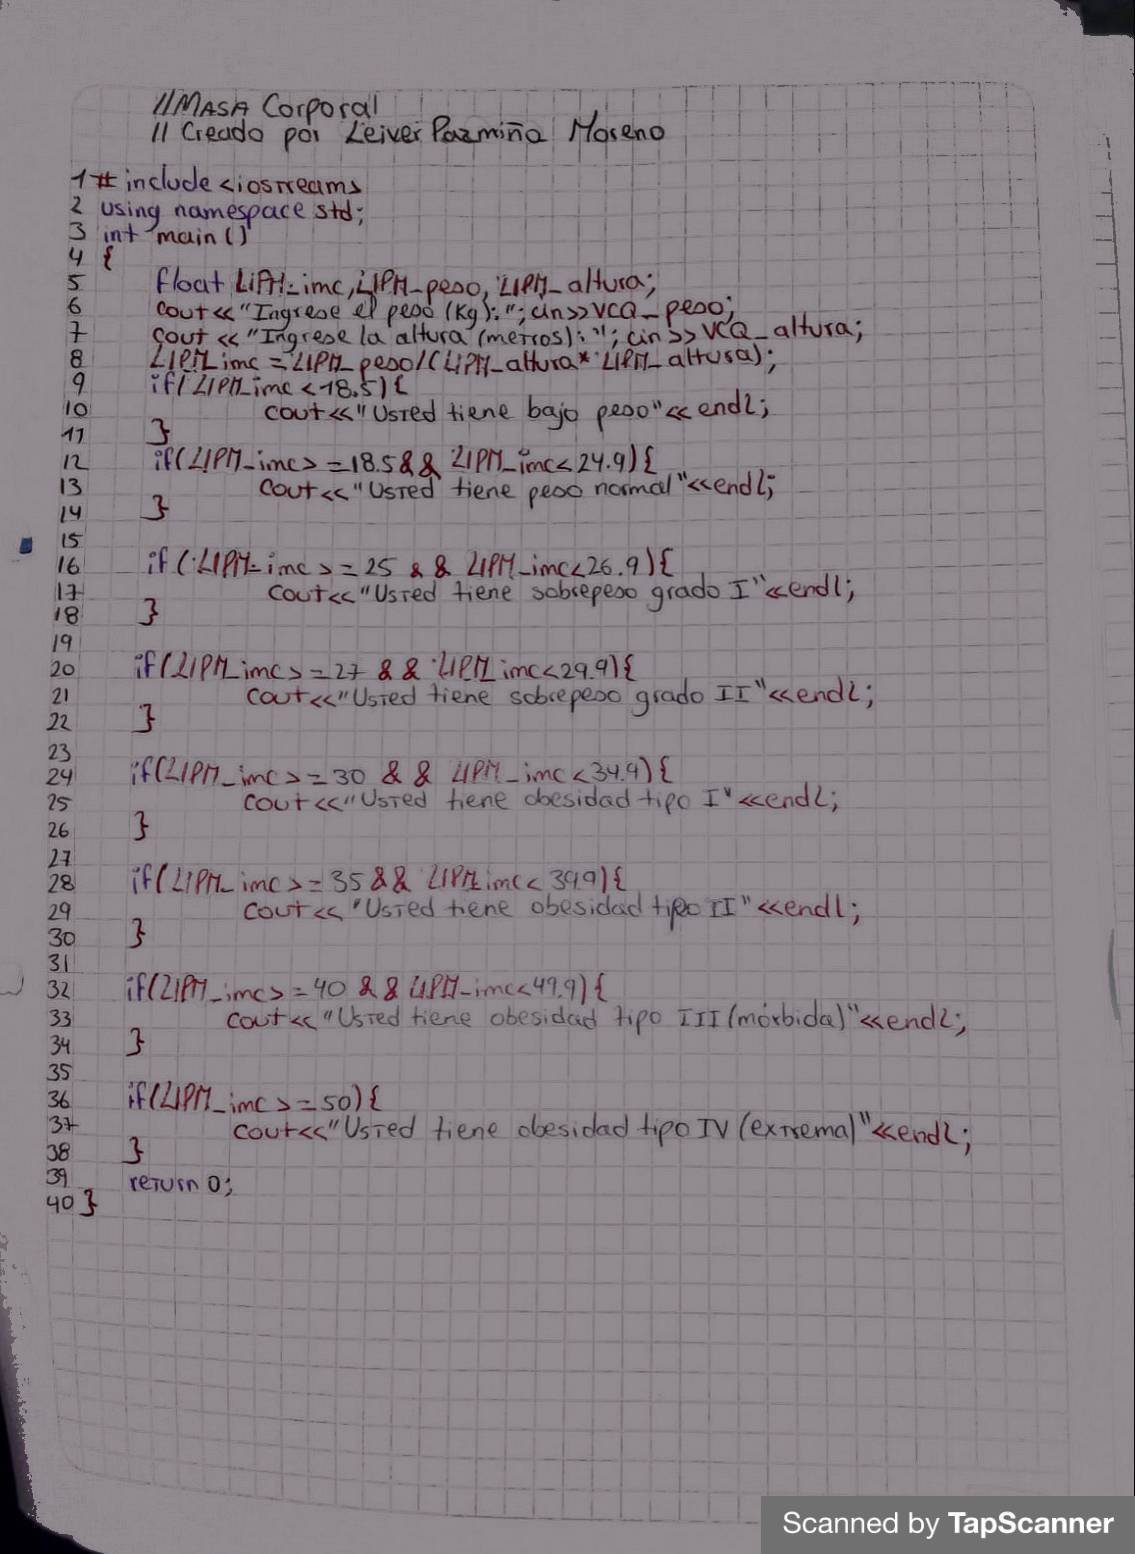 //MASA Corporal
// Creado por Leiver Pazmiño Moreno
1 # include <iostream>
2 using namespace std;
3 int main ()
4 {
5 float LIPM_imc, LIPM_peso, LIPM_altura;
6 cout<< "Ingrese el peso (Kg):"; cin>>VCQ_peso;
7 cout << "Ingrese la altura (metros):"; cin>> VCQ_altura;
8 LIPM_imc = LIPM_peso/(LIPM_altura* LIPM_altura);
9 if( LIPM_imc <18.5){
10 cout<<"Usted tiene bajo peso"<< endl;
11 }
12 if(LIPM_imc> =18.5&& LIPM_imc<24.9){
13 cout<<"Usted tiene peso normal"<<endl;
14 }
15
16 if (LIPM_imc >=25 && LIPM_imc<26.9){
17 cout<<"Usted tiene sobrepeso grado I"<<endl;
18 }
19
20 if(LIPM_imc>=27 && LIPM_imc<29.9){
21 cout<<"Usted tiene sobrepeso grado II"<<endl;
22 }
23
24 if(LIPM_imc>=30 && LIPM_imc<34.9){
25 cout<<"Usted tiene obesidad tipo I"<<endl;
26 }
27
28 if(LIPM_imc>=35 && LIPM_imc< 39.9){
29 cout<< "Usted tiene obesidad tipo II"<<endl;
30 }
31
32 if(LIPM_imc>=40 && LIPM_imc<49.9){
33 cout<< "Usted tiene obesidad tipo III(mórbida)"<<endl;
34 }
35
36 if(LIPM_imc>=50){
37 cout<<"Usted tiene obesidad tipo IV (extrema)"<<endl;
38 }
39 return 0;
40 }
Scanned by TapScanner